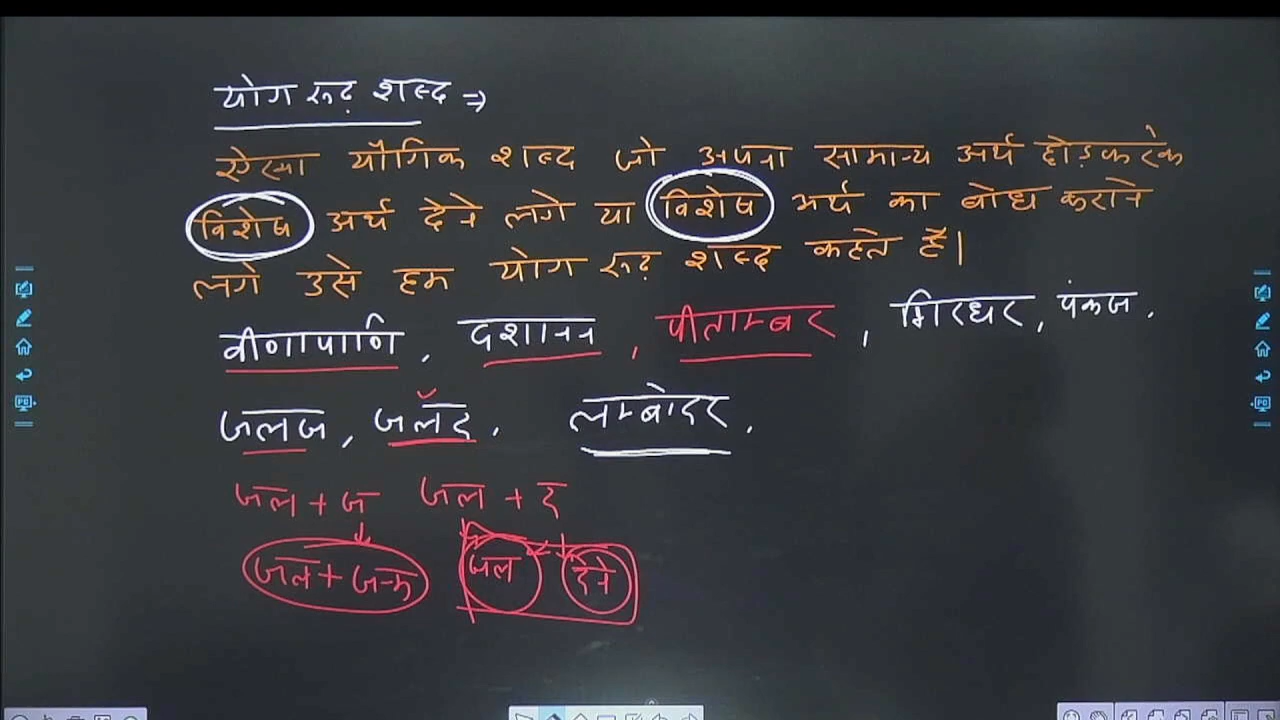 योग रूढ़ शब्द ⇒
ऐसा यौगिक शब्द जो अपना सामान्य अर्थ छोड़ करके
विशेष अर्थ देने लगे या विशेष अर्थ का बोध कराने
लगे उसे हम योग रूढ़ शब्द कहते हैं।
वीणापाणि, दशानन, पीताम्बर, गिरधर, पंकज.
जलज, जलद, लम्बोदर,
जल + ज जल + द
जल + जन्म जल देने